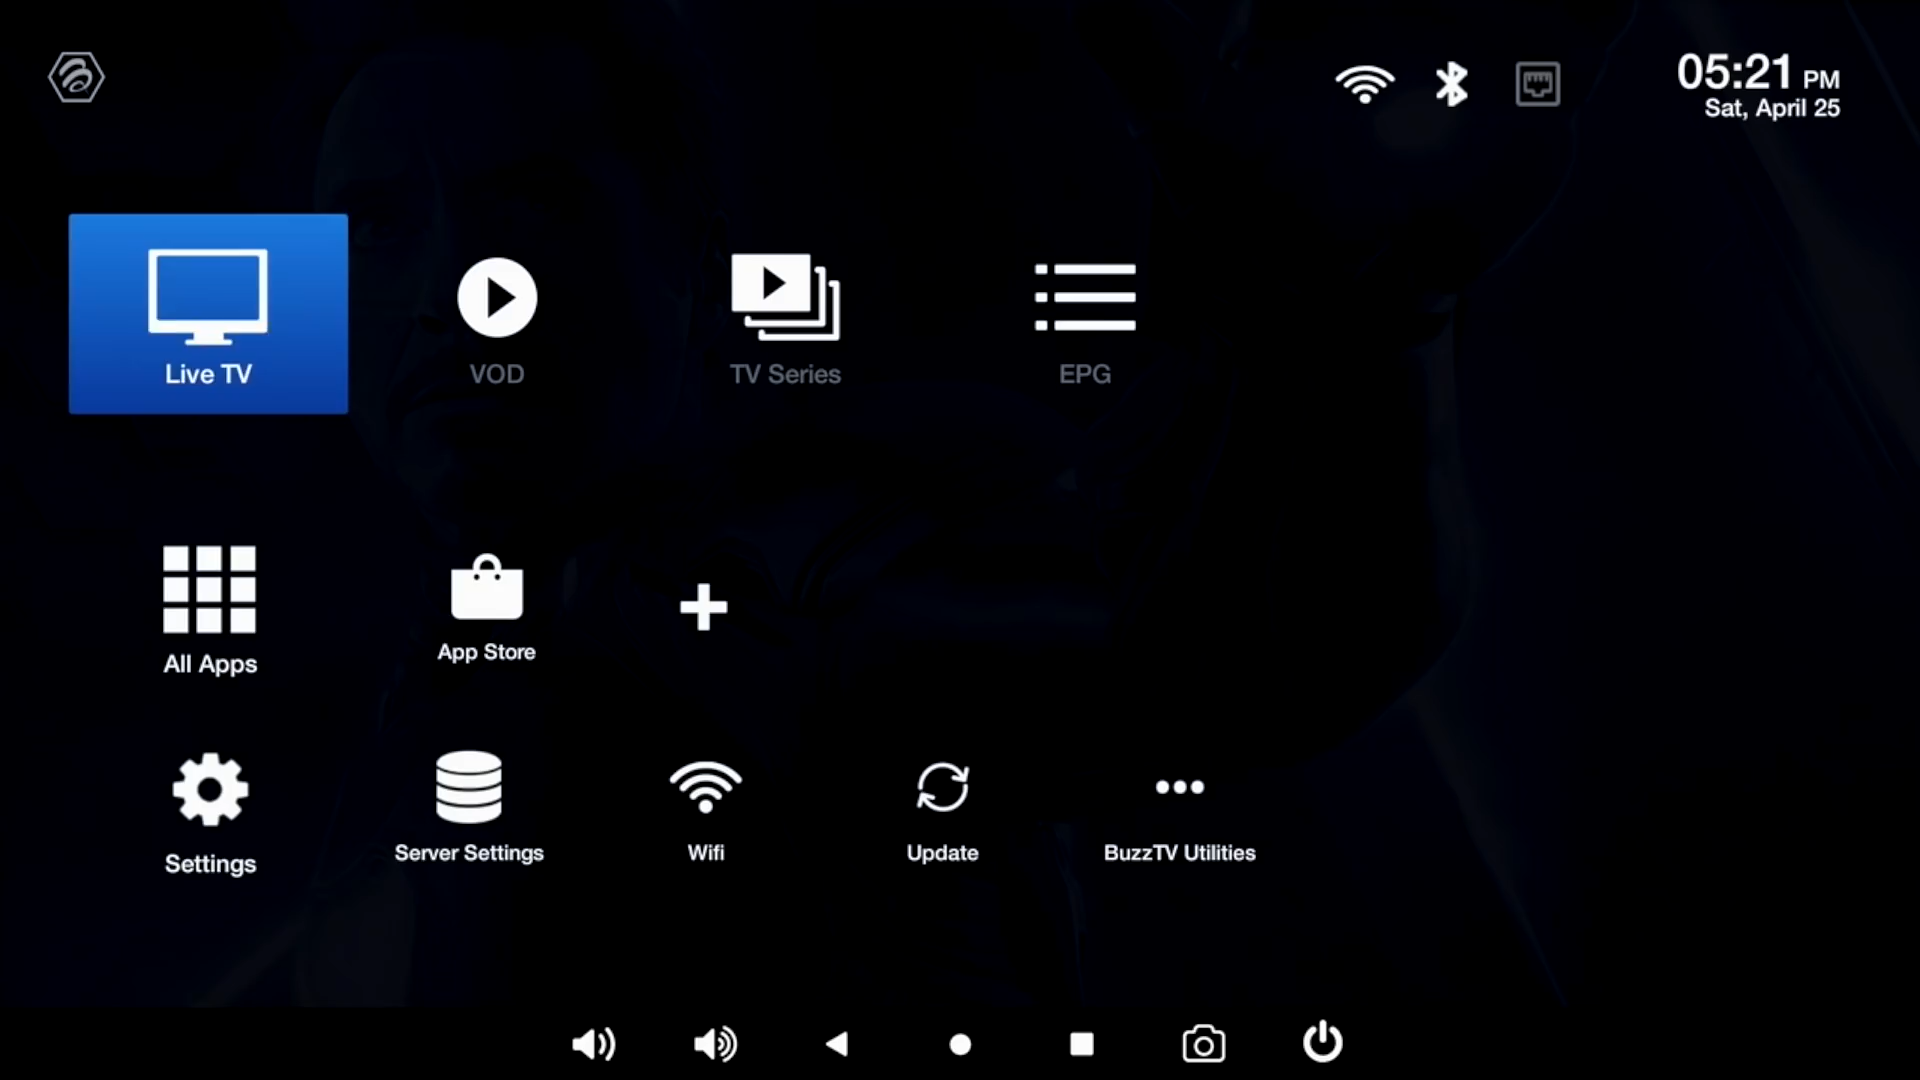 05:21 PM
Sat, April 25
Live TV
VOD
TV Series
EPG
All Apps
App Store
Settings
Server Settings
Wifi
Update
BuzzTV Utilities